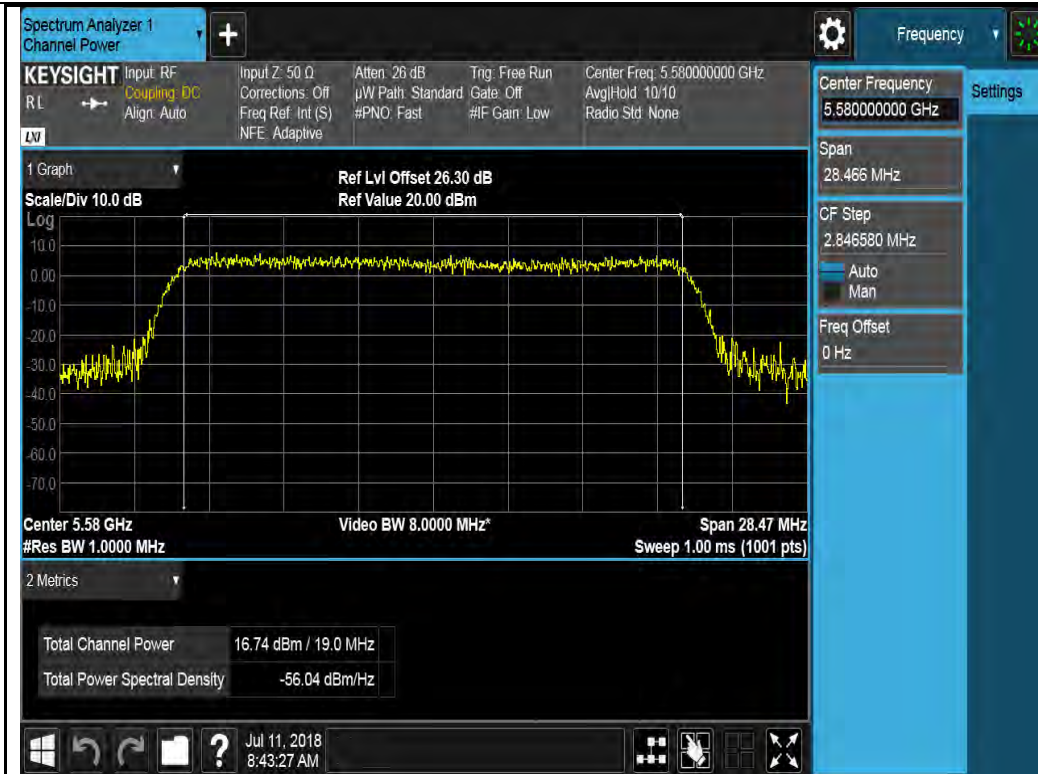 Spectrum Analyzer 1
Channel Power
+
Frequency
KEYSIGHT
RL
LXI
Input: RF
Coupling: DC
Align: Auto
Input Z: 50 Ω
Corrections: Off
Freq Ref: Int (S)
NFE: Adaptive
Atten: 26 dB
µW Path: Standard
#PNO: Fast
Trig: Free Run
Gate: Off
#IF Gain: Low
Center Freq: 5.580000000 GHz
Avg|Hold: 10/10
Radio Std: None
Center Frequency
5.580000000 GHz
Settings
Span
28.466 MHz
CF Step
2.846580 MHz
Auto
Man
Freq Offset
0 Hz
1 Graph
Scale/Div 10.0 dB
Ref Lvl Offset 26.30 dB
Ref Value 20.00 dBm
Log
10.0
0.00
-10.0
-20.0
-30.0
-40.0
-50.0
-60.0
-70.0
Center 5.58 GHz
#Res BW 1.0000 MHz
Video BW 8.0000 MHz*
Span 28.47 MHz
Sweep 1.00 ms (1001 pts)
2 Metrics
Total Channel Power 16.74 dBm / 19.0 MHz
Total Power Spectral Density -56.04 dBm/Hz
?
Jul 11, 2018
8:43:27 AM